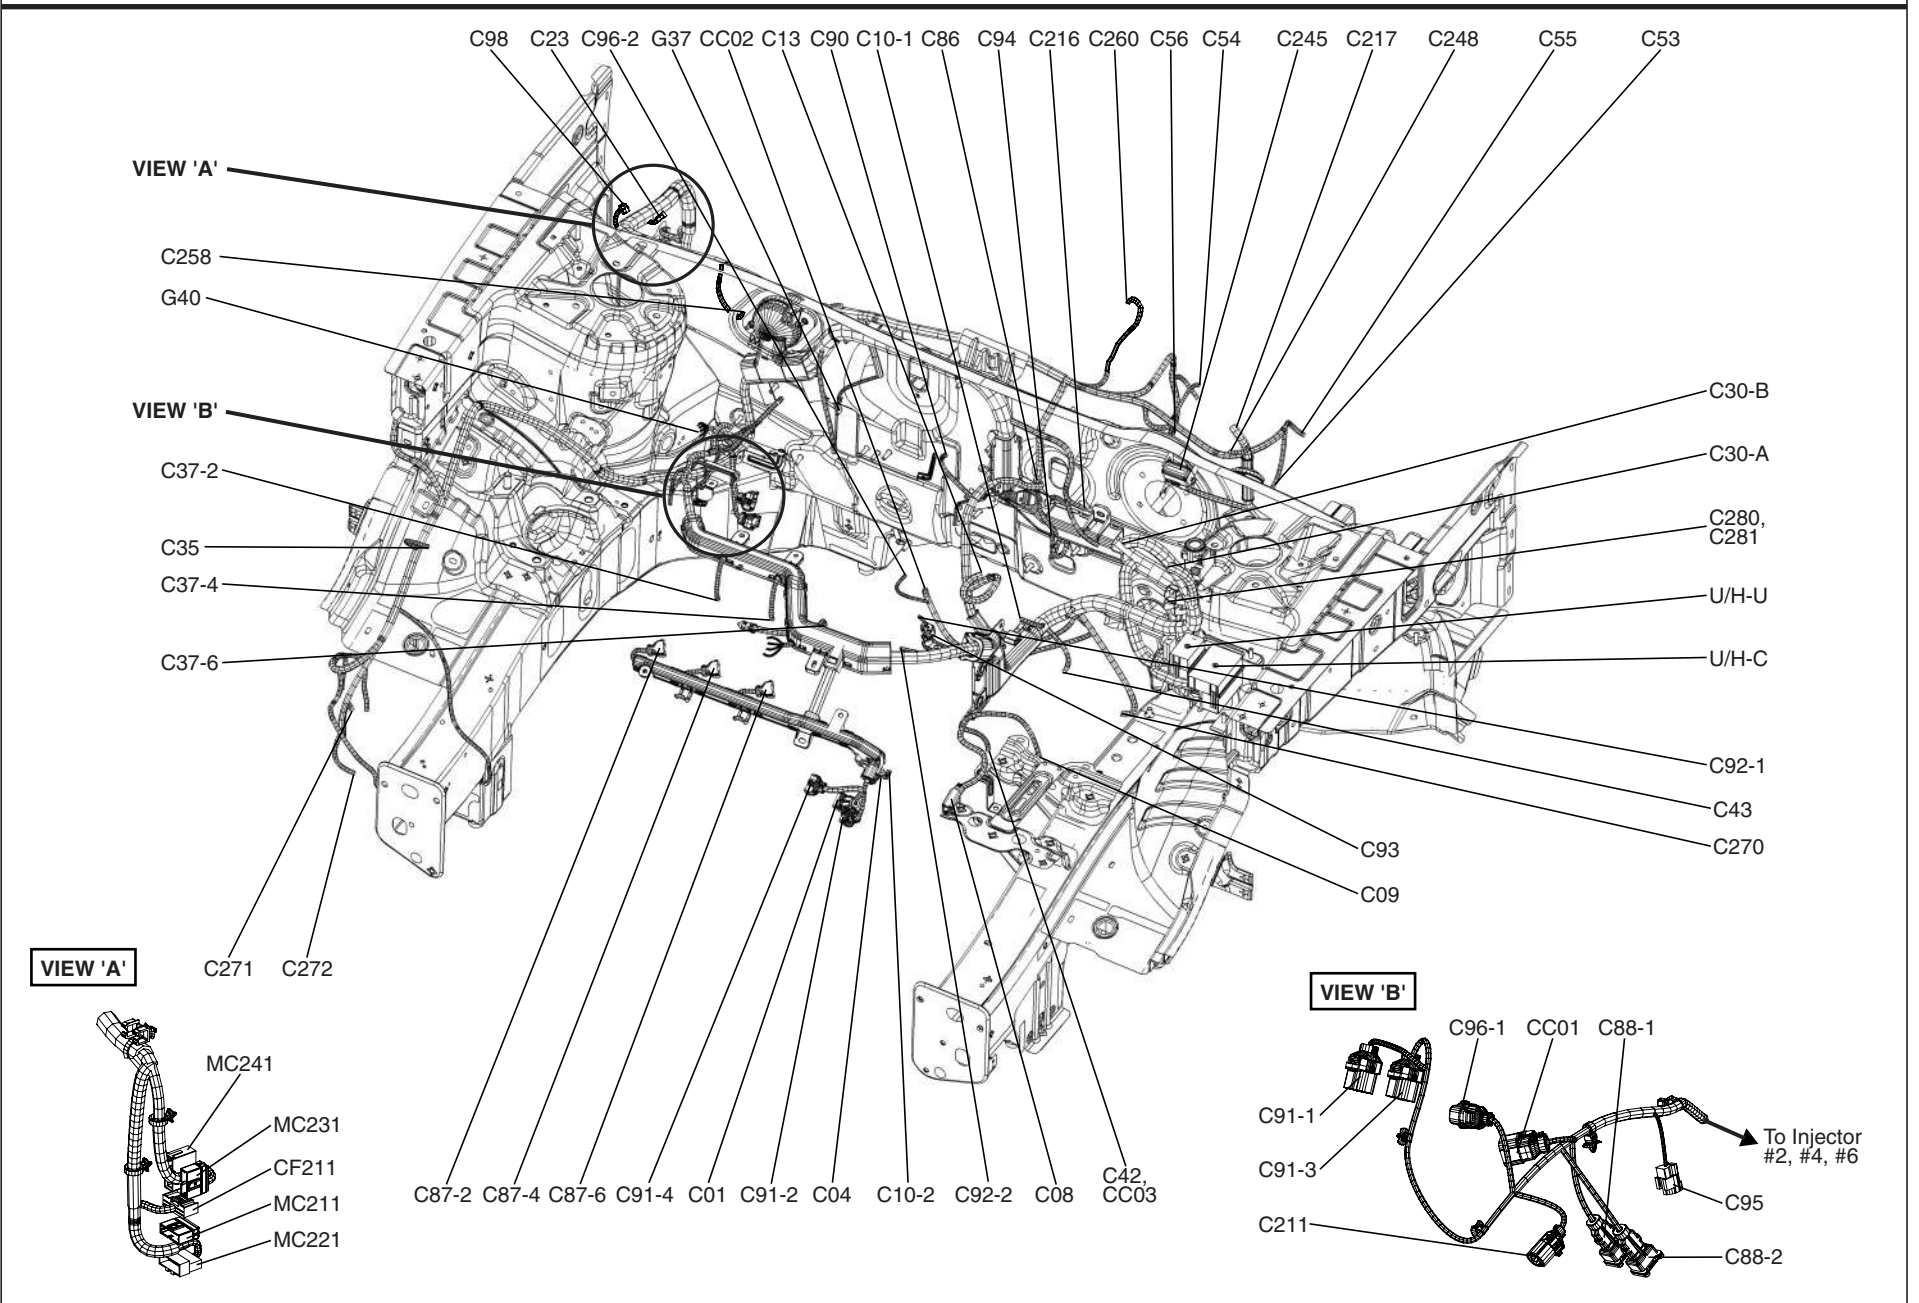 C98 C23 C96-2 G37 CC02 C13 C90 C10-1 C86 C94 C216 C260 C56 C54 C245 C217 C248 C55 C53
VIEW 'A'
C258
G40
VIEW 'B'
C37-2
C35
C37-4
C37-6
C30-B
C30-A
C280,
C281
U/H-U
U/H-C
C92-1
C43
C270
C93
C09
C271 C272
C87-2 C87-4 C87-6 C91-4 C01 C91-2 C04 C10-2 C92-2 C08 C42,
CC03
VIEW 'A'
MC241
MC231
CF211
MC211
MC221
VIEW 'B'
C96-1 CC01 C88-1
C91-1
C91-3
To Injector
#2, #4, #6
C95
C211
C88-2